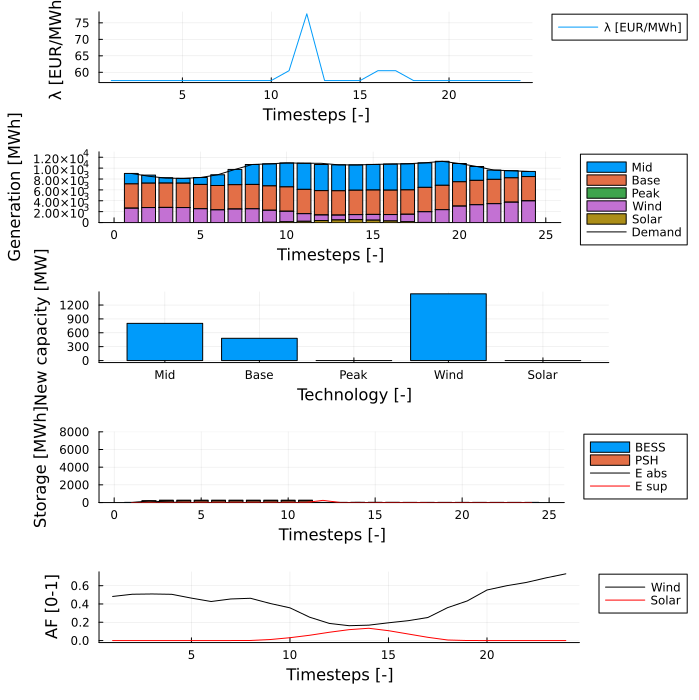 λ [EUR/MWh]
75
70
65
60
5
10
15
20
Timesteps [-]
λ [EUR/MWh]
Generation [MWh]
1.20×10⁴
1.00×10⁴
8.00×10³
6.00×10³
4.00×10³
2.00×10³
0
0
5
10
15
20
25
Timesteps [-]
Mid
Base
Peak
Wind
Solar
Demand
New capacity [MW]
1200
900
600
300
0
Mid
Base
Peak
Wind
Solar
Technology [-]
Storage [MWh]
8000
6000
4000
2000
0
0
5
10
15
20
25
Timesteps [-]
BESS
PSH
E abs
E sup
AF [0-1]
0.6
0.4
0.2
0.0
5
10
15
20
Timesteps [-]
Wind
Solar